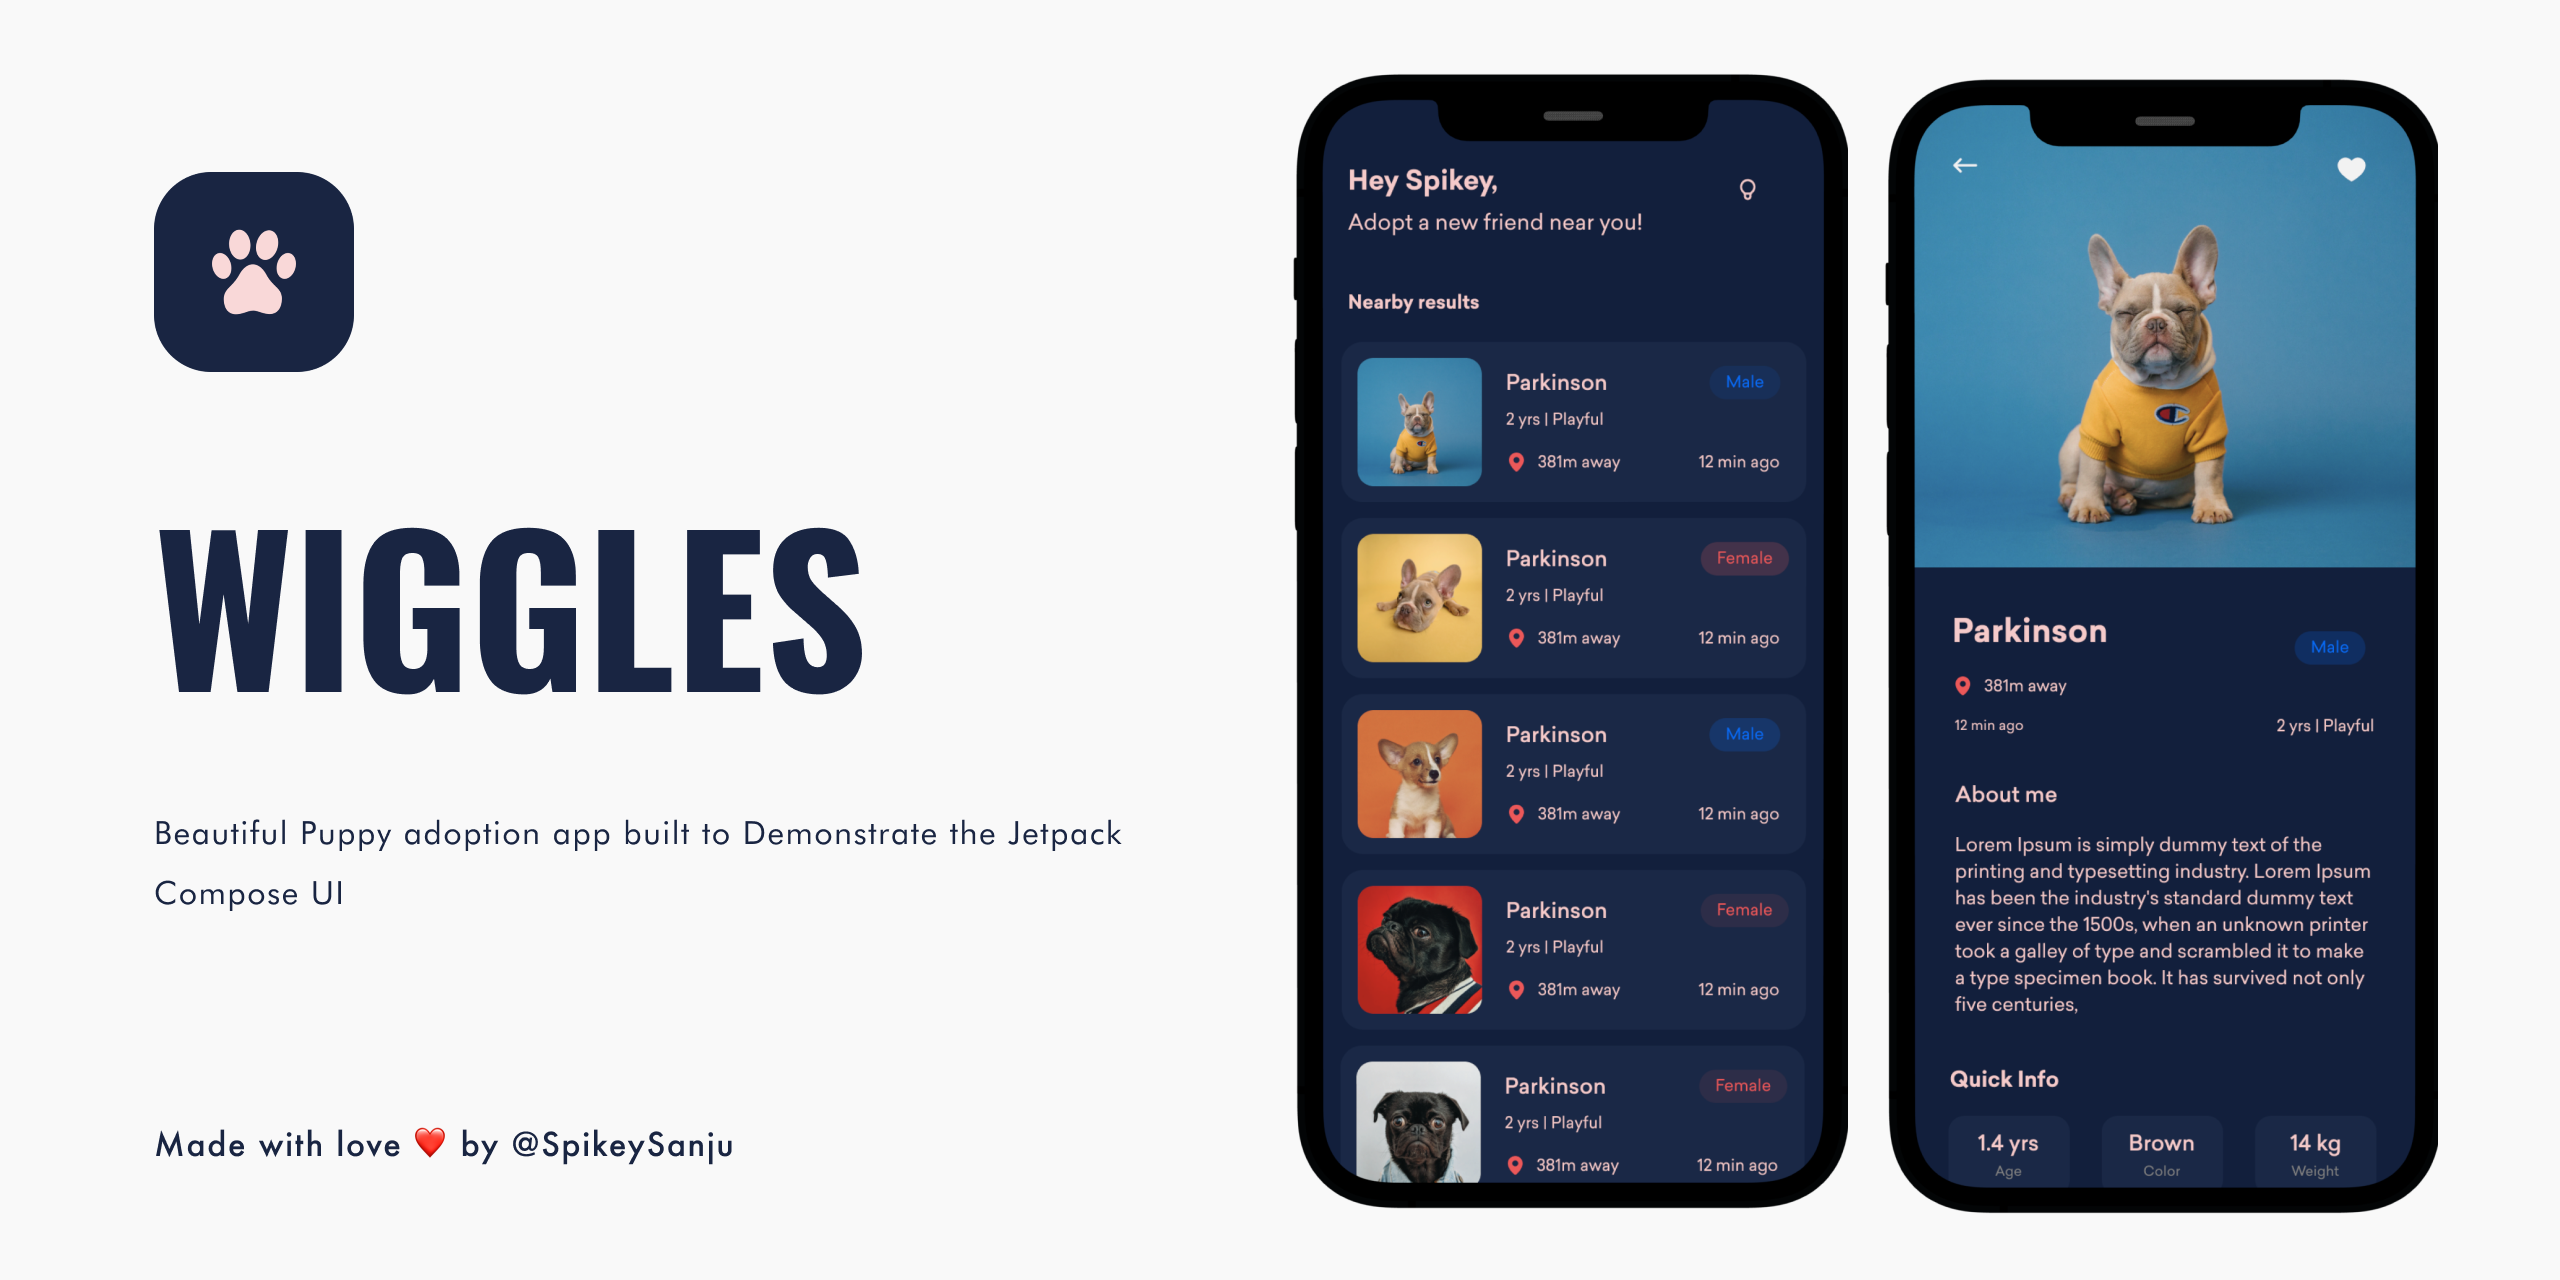 WIGGLES
Beautiful Puppy adoption app built to Demonstrate the Jetpack
Compose UI
Made with love ❤️ by @SpikeySanju
Hey Spikey,
Adopt a new friend near you!
Nearby results
Parkinson
Male
2 yrs | Playful
381m away
12 min ago
Parkinson
Female
2 yrs | Playful
381m away
12 min ago
Parkinson
Male
2 yrs | Playful
381m away
12 min ago
Parkinson
Female
2 yrs | Playful
381m away
12 min ago
Parkinson
Female
2 yrs | Playful
381m away
12 min ago
Parkinson
Male
381m away
12 min ago
2 yrs | Playful
About me
Lorem Ipsum is simply dummy text of the
printing and typesetting industry. Lorem Ipsum
has been the industry's standard dummy text
ever since the 1500s, when an unknown printer
took a galley of type and scrambled it to make
a type specimen book. It has survived not only
five centuries,
Quick Info
1.4 yrs
Age
Brown
Color
14 kg
Weight